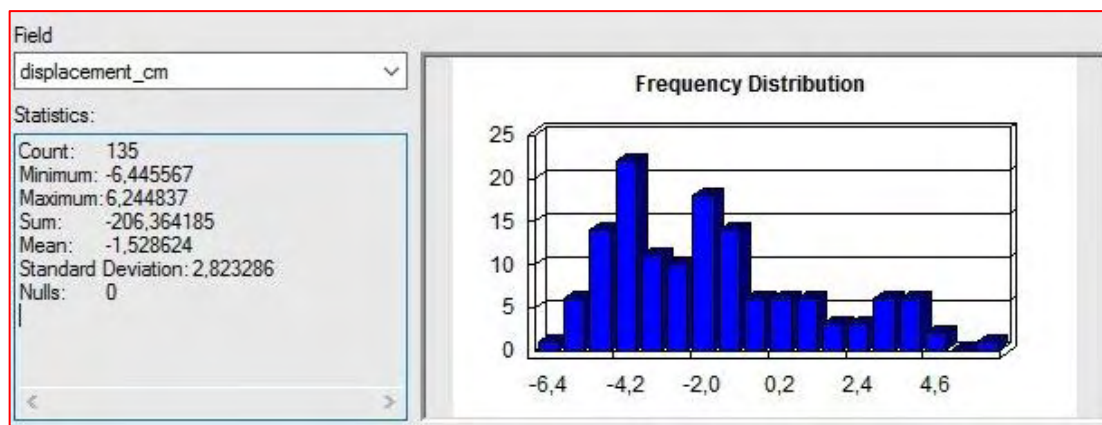 Field
displacement_cm
Statistics:
Count: 135
Minimum: -6,445567
Maximum: 6,244837
Sum: -206,364185
Mean: -1,528624
Standard Deviation: 2,823286
Nulls: 0
Frequency Distribution
25
20
15
10
5
0
-6,4 -4,2 -2,0 0,2 2,4 4,6